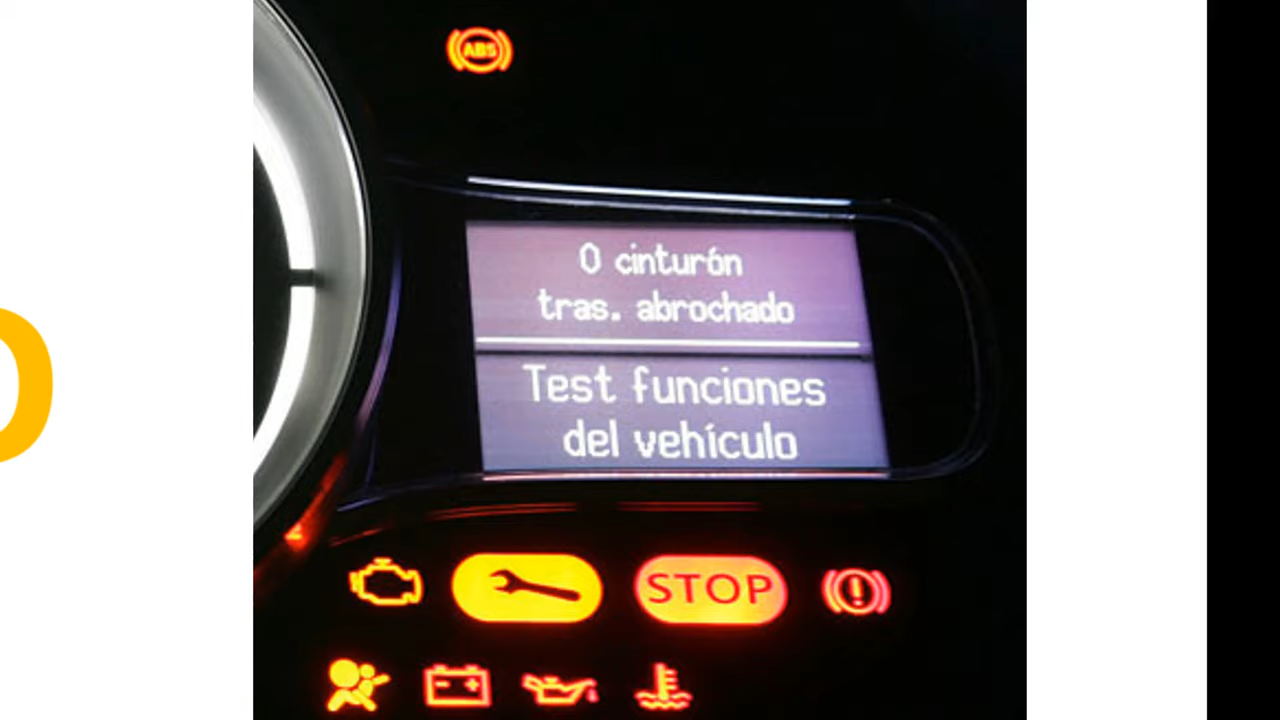 ABS
0 cinturón
tras. abrochado
Test funciones
del vehículo
STOP